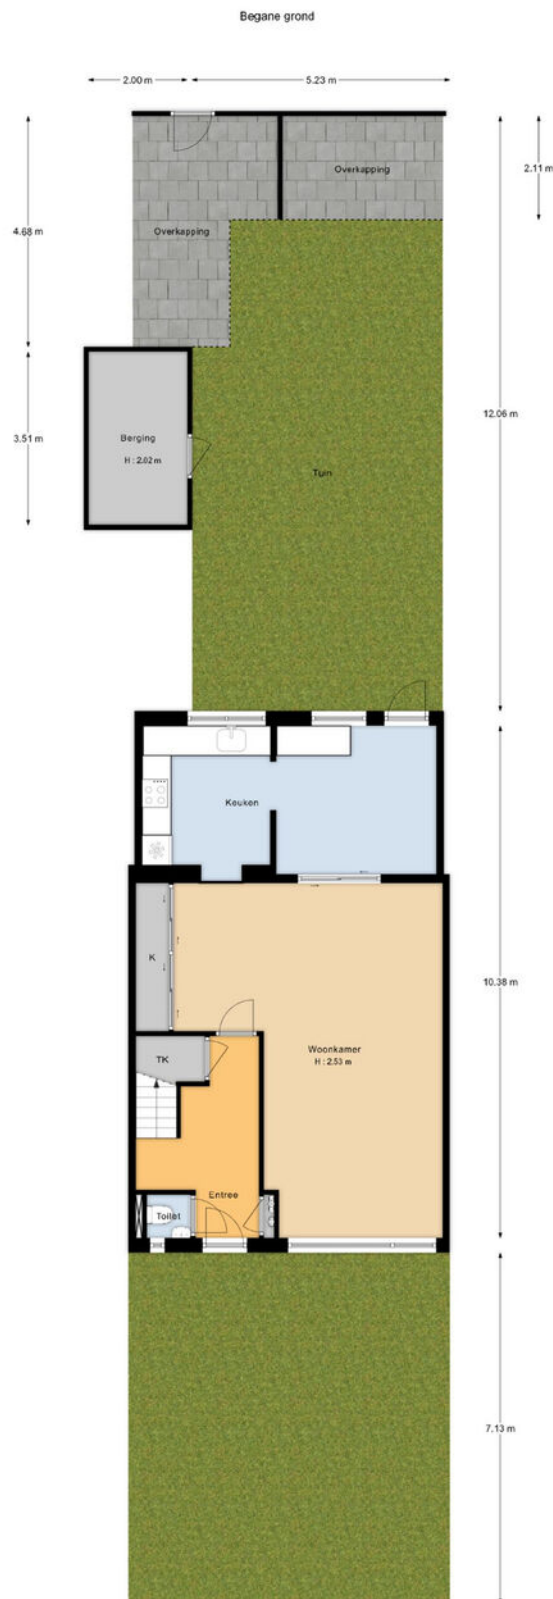 Begane grond
2.00 m
5.23 m
Overkapping
2.11 m
4.68 m
Overkapping
12.06 m
3.51 m
Berging
H : 2.02 m
Tuin
Keuken
K
10.38 m
Woonkamer
H : 2.53 m
TK
Entree
Toilet
7.13 m